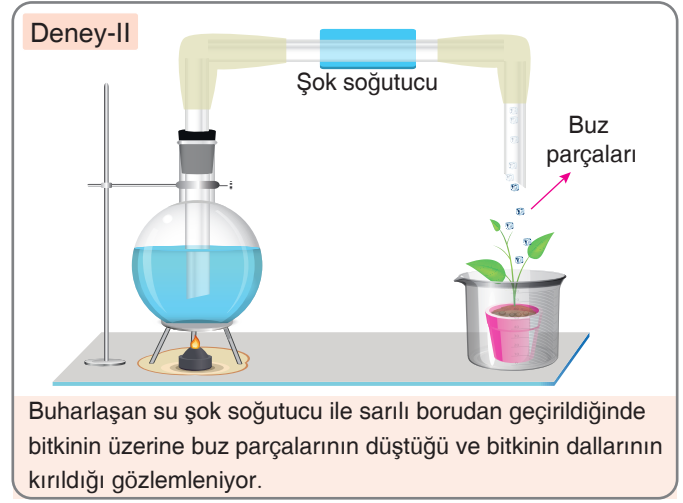 Deney-II
Şok soğutucu
Buz
parçaları
Buharlaşan su şok soğutucu ile sarılı borudan geçirildiğinde
bitkinin üzerine buz parçalarının düştüğü ve bitkinin dallarının
kırıldığı gözlemleniyor.